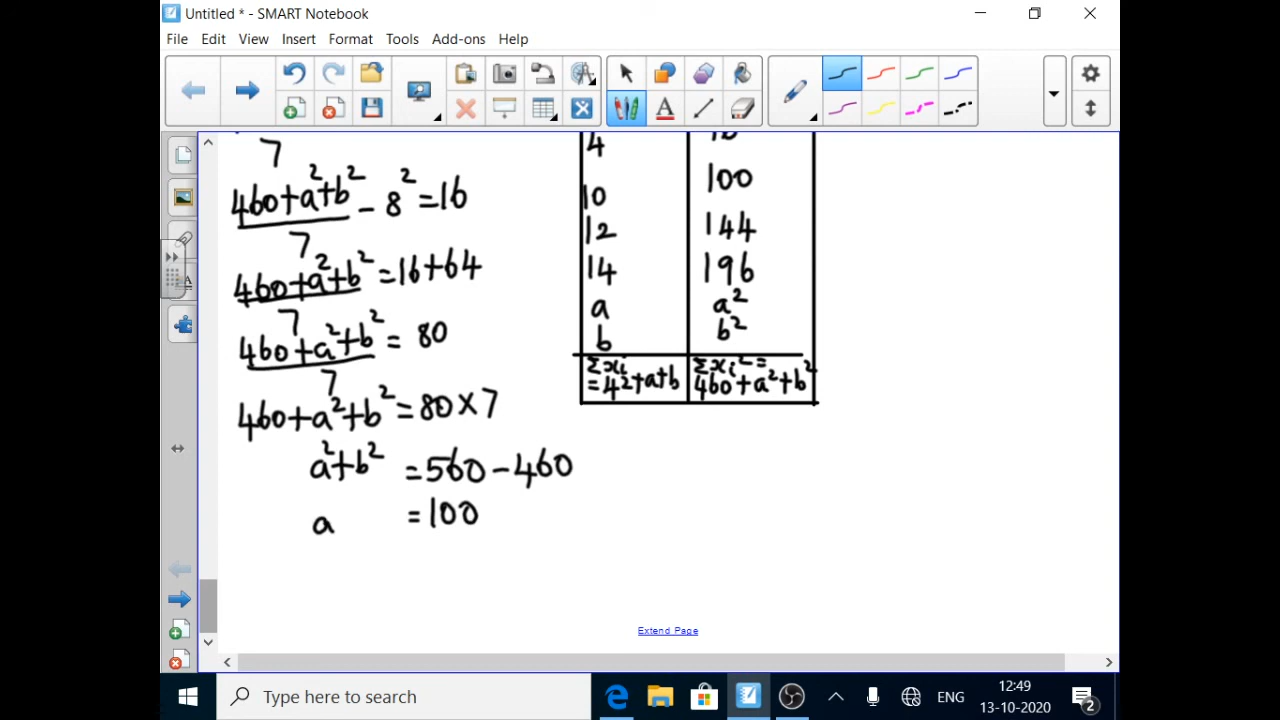 Untitled * - SMART Notebook
File Edit View Insert Format Tools Add-ons Help
7
460+a²+b² - 8² = 16
7
460+a²+b² = 16+64
7
460+a²+b² = 80
7
460+a²+b² = 80×7
a²+b² = 560-460
a = 100
4
10 100
12 144
14 196
a a²
b b²
Σxi Σxi² =
= 42+a+b 460+a²+b²
Extend Page
Type here to search
ENG
12:49
13-10-2020
2